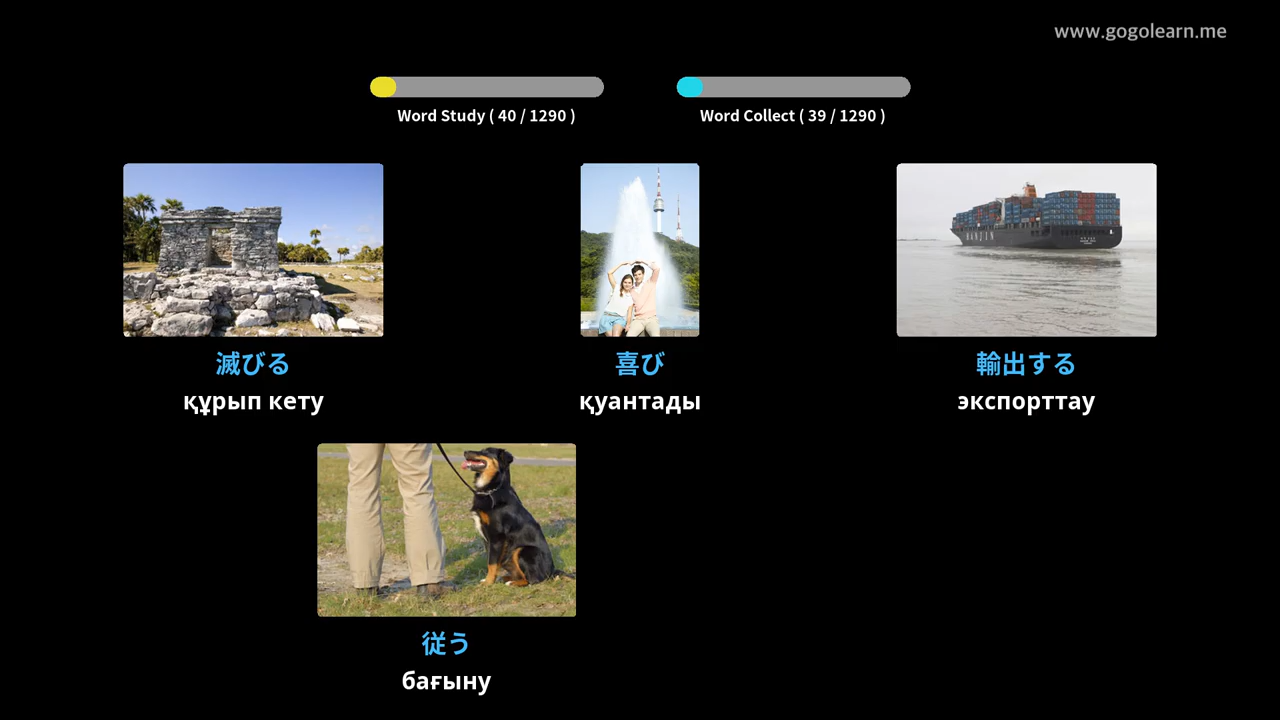 www.gogolearn.me
Word Study ( 40 / 1290 )
Word Collect ( 39 / 1290 )
HANJIN
滅びる
喜び
輸出する
құрып кету
қуантады
экспорттау
従う
бағыну